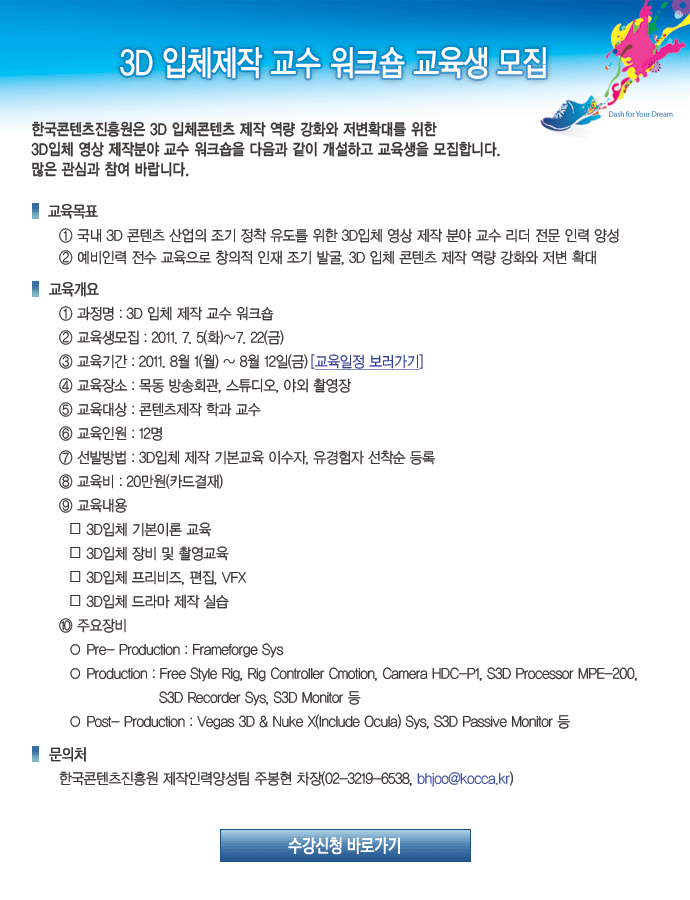 3D 입체제작 교수 워크숍 교육생 모집
Dash for Your Dream
한국콘텐츠진흥원은 3D 입체콘텐츠 제작 역량 강화와 저변확대를 위한
3D입체 영상 제작분야 교수 워크숍을 다음과 같이 개설하고 교육생을 모집합니다.
많은 관심과 참여 바랍니다.
교육목표
① 국내 3D 콘텐츠 산업의 조기 정착 유도를 위한 3D입체 영상 제작 분야 교수 리더 전문 인력 양성
② 예비인력 전수 교육으로 창의적 인재 조기 발굴, 3D 입체 콘텐츠 제작 역량 강화와 저변 확대
교육개요
① 과정명 : 3D 입체 제작 교수 워크숍
② 교육생모집 : 2011. 7. 5(화)~7. 22(금)
③ 교육기간 : 2011. 8월 1(월) ~ 8월 12일(금) [교육일정 보러가기]
④ 교육장소 : 목동 방송회관, 스튜디오, 야외 촬영장
⑤ 교육대상 : 콘텐츠제작 학과 교수
⑥ 교육인원 : 12명
⑦ 선발방법 : 3D입체 제작 기본교육 이수자, 유경험자 선착순 등록
⑧ 교육비 : 20만원(카드결재)
⑨ 교육내용
□ 3D입체 기본이론 교육
□ 3D입체 장비 및 촬영교육
□ 3D입체 프리비즈, 편집, VFX
□ 3D입체 드라마 제작 실습
⑩ 주요장비
○ Pre- Production : Frameforge Sys
○ Production : Free Style Rig, Rig Controller Cmotion, Camera HDC-P1, S3D Processor MPE-200,
S3D Recorder Sys, S3D Monitor 등
○ Post- Production : Vegas 3D & Nuke X(Include Ocula) Sys, S3D Passive Monitor 등
문의처
한국콘텐츠진흥원 제작인력양성팀 주봉현 차장(02-3219-6538, bhjoo@kocca.kr)
수강신청 바로가기